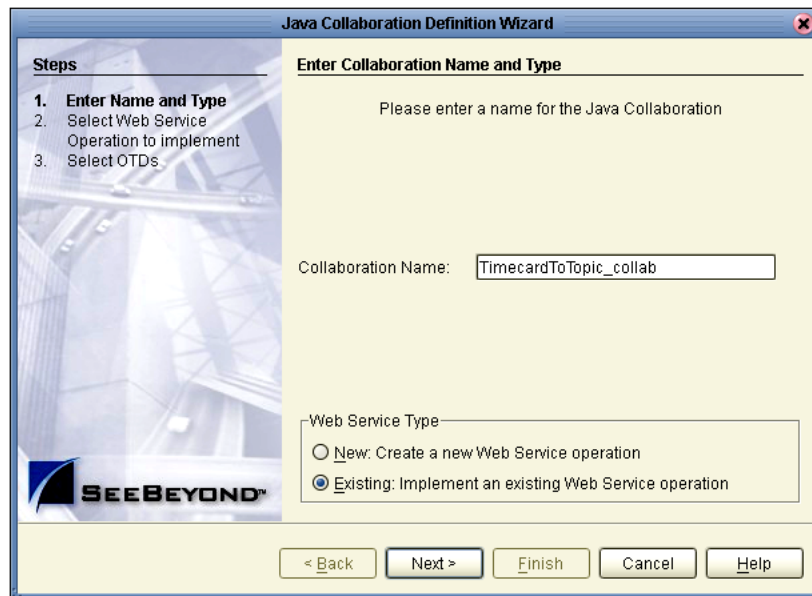 Java Collaboration Definition Wizard
Steps
1. Enter Name and Type
2. Select Web Service
Operation to implement
3. Select OTDs
SEEBEYOND™
Enter Collaboration Name and Type
Please enter a name for the Java Collaboration
Collaboration Name: TimecardToTopic_collab
Web Service Type
New: Create a new Web Service operation
Existing: Implement an existing Web Service operation
< Back Next > Finish Cancel Help